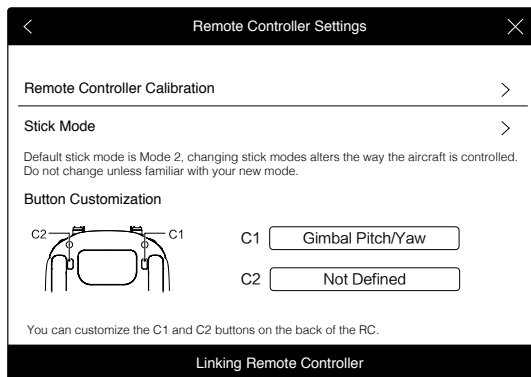 Remote Controller Settings
Remote Controller Calibration
Stick Mode
Default stick mode is Mode 2, changing stick modes alters the way the aircraft is controlled.
Do not change unless familiar with your new mode.
Button Customization
C2 C1 C1 Gimbal Pitch/Yaw
C2 Not Defined
You can customize the C1 and C2 buttons on the back of the RC.
Linking Remote Controller